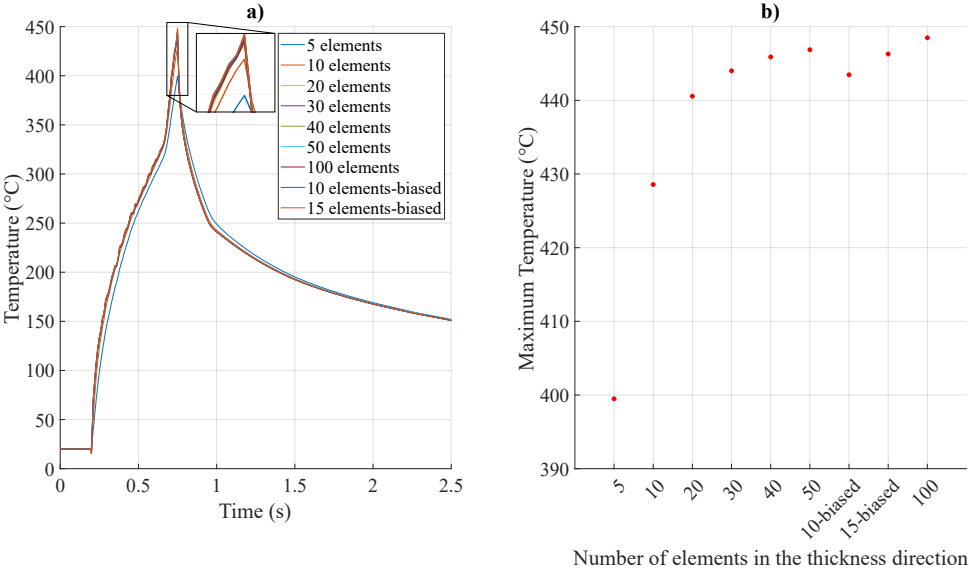 a)
450
400
350
300
250
200
150
100
50
0
Temperature (°C)
0
0.5
1
1.5
2
2.5
Time (s)
5 elements
10 elements
20 elements
30 elements
40 elements
50 elements
100 elements
10 elements-biased
15 elements-biased
b)
450
440
430
420
410
400
390
Maximum Temperature (°C)
5
10
20
30
40
50
10-biased
15-biased
100
Number of elements in the thickness direction